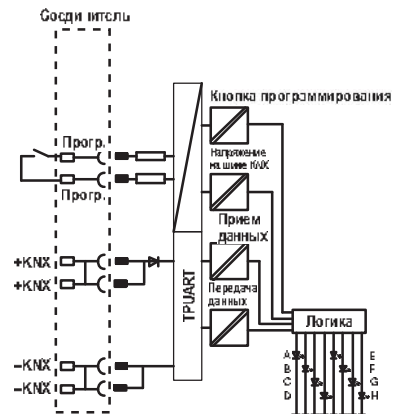 Соеди нитель
Кнопка программирования
Прогр.
Напряжение
на шине KNX
Прогр.
Прием
данных
+KNX
+KNX
Передача
данных
TPUART
Логика
A E
B F
C G
D H
–KNX
–KNX